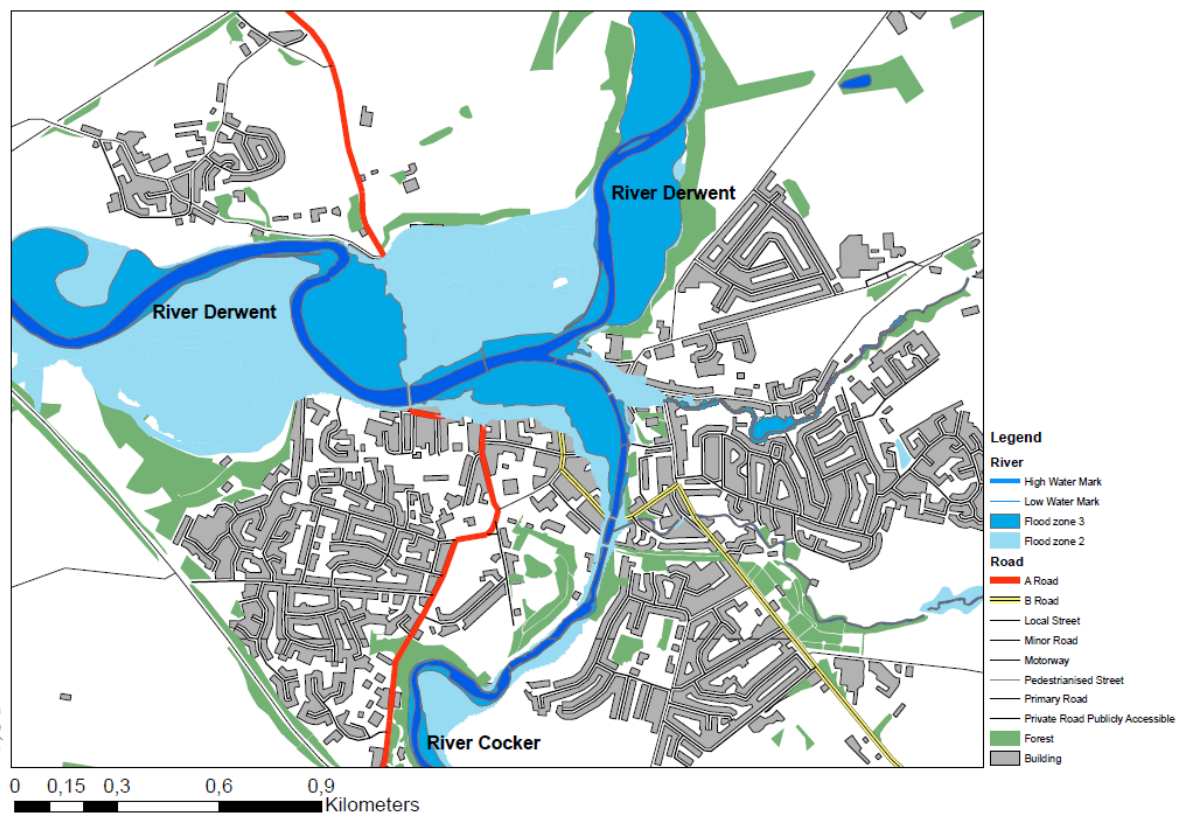 River Derwent
River Derwent
River Cocker
Legend
River
High Water Mark
Low Water Mark
Flood zone 3
Flood zone 2
Road
A Road
B Road
Local Street
Minor Road
Motorway
Pedestrianised Street
Primary Road
Private Road Publicly Accessible
Forest
Building
0 0,15 0,3 0,6 0,9
Kilometers